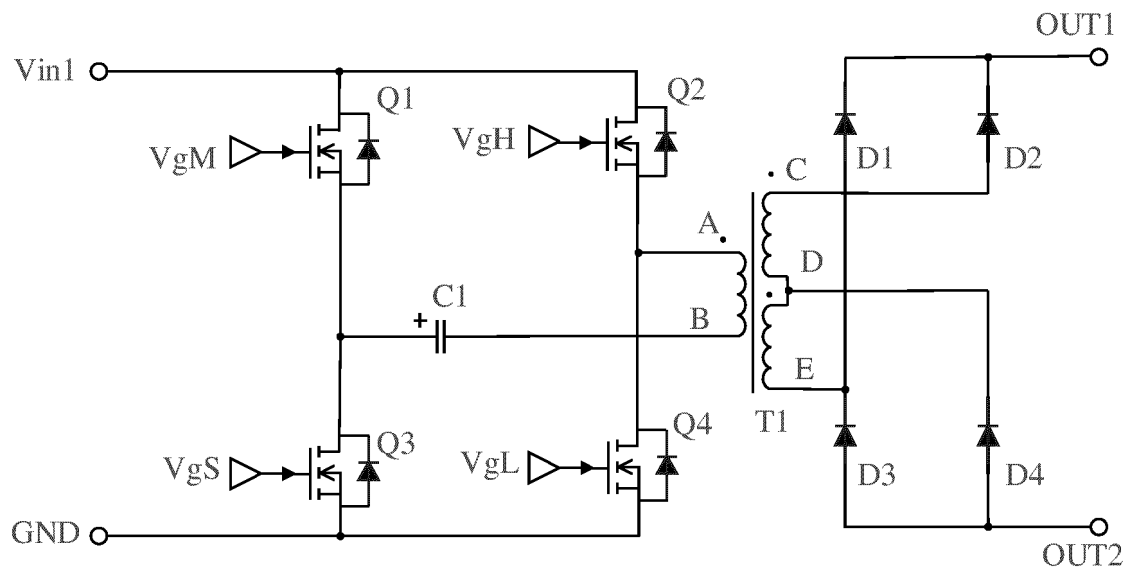 OUT1
Vin1
Q1
Q2
VgM
VgH
D1
D2
C
A
D
C1
+
B
E
T1
Q3
Q4
VgS
VgL
D3
D4
GND
OUT2